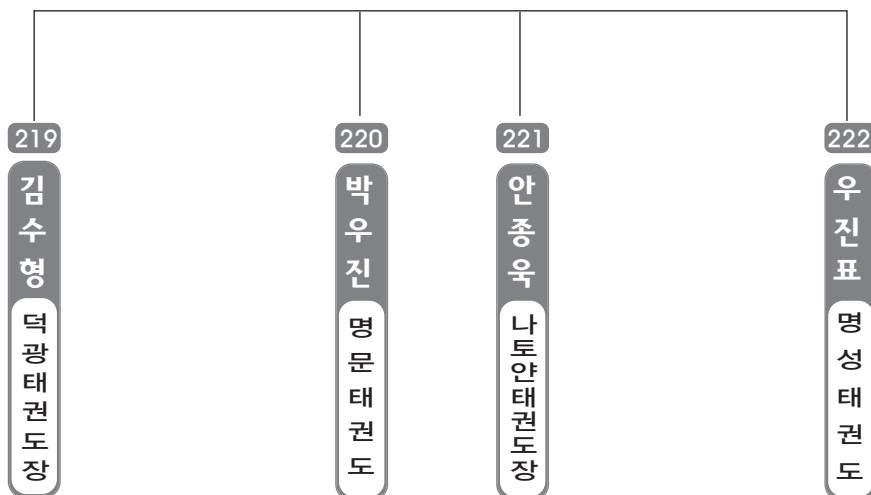 219
김수형
덕광태권도장
220
박우진
명문태권도
221
안종욱
나토얀태권도장
222
우진표
명성태권도